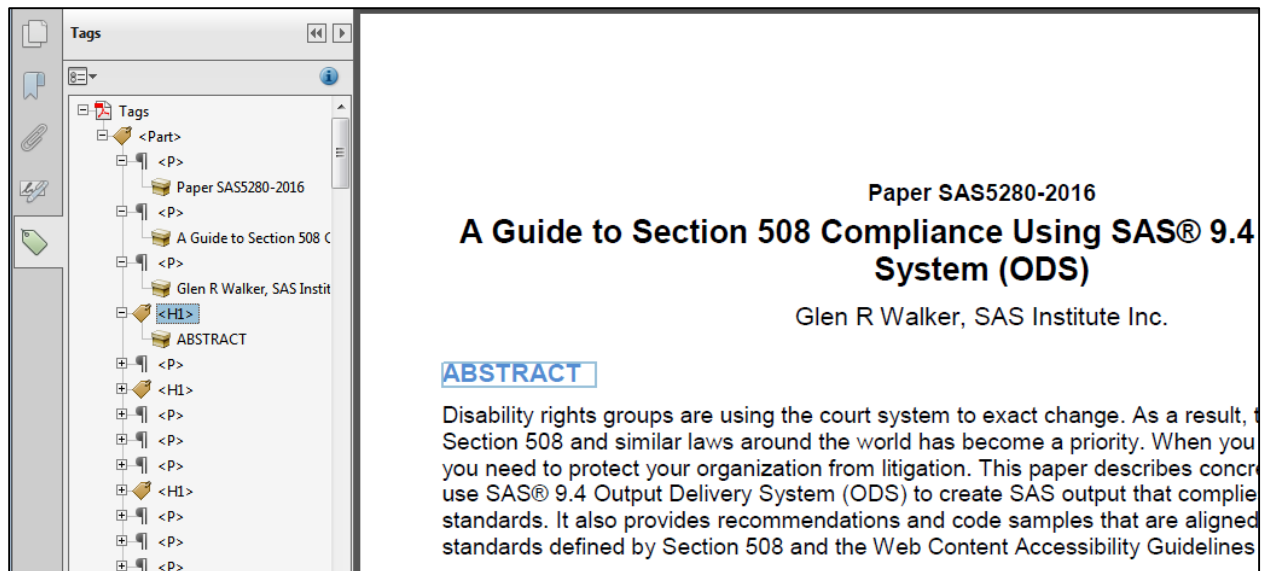 Tags
Tags
<Part>
<P>
Paper SAS5280-2016
<P>
A Guide to Section 508 C
<P>
Glen R Walker, SAS Instit
<H1>
ABSTRACT
<P>
<H1>
<P>
<P>
<P>
<H1>
<P>
<P>
<P>
Paper SAS5280-2016
A Guide to Section 508 Compliance Using SAS® 9.4
System (ODS)
Glen R Walker, SAS Institute Inc.
ABSTRACT
Disability rights groups are using the court system to exact change. As a result, t
Section 508 and similar laws around the world has become a priority. When you
you need to protect your organization from litigation. This paper describes concre
use SAS® 9.4 Output Delivery System (ODS) to create SAS output that complie
standards. It also provides recommendations and code samples that are aligned
standards defined by Section 508 and the Web Content Accessibility Guidelines